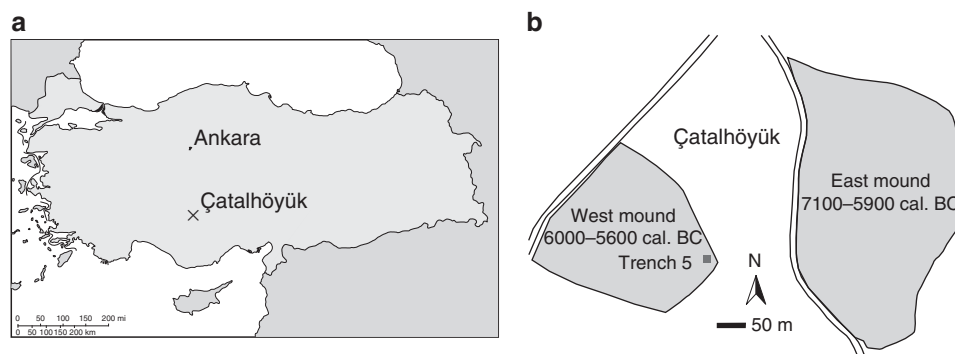 a
Ankara
Çatalhöyük
0 50 100 200 mi
0 50 100 150 200 km
b
Çatalhöyük
East mound
7100–5900 cal. BC
West mound
6000–5600 cal. BC
Trench 5
N
50 m